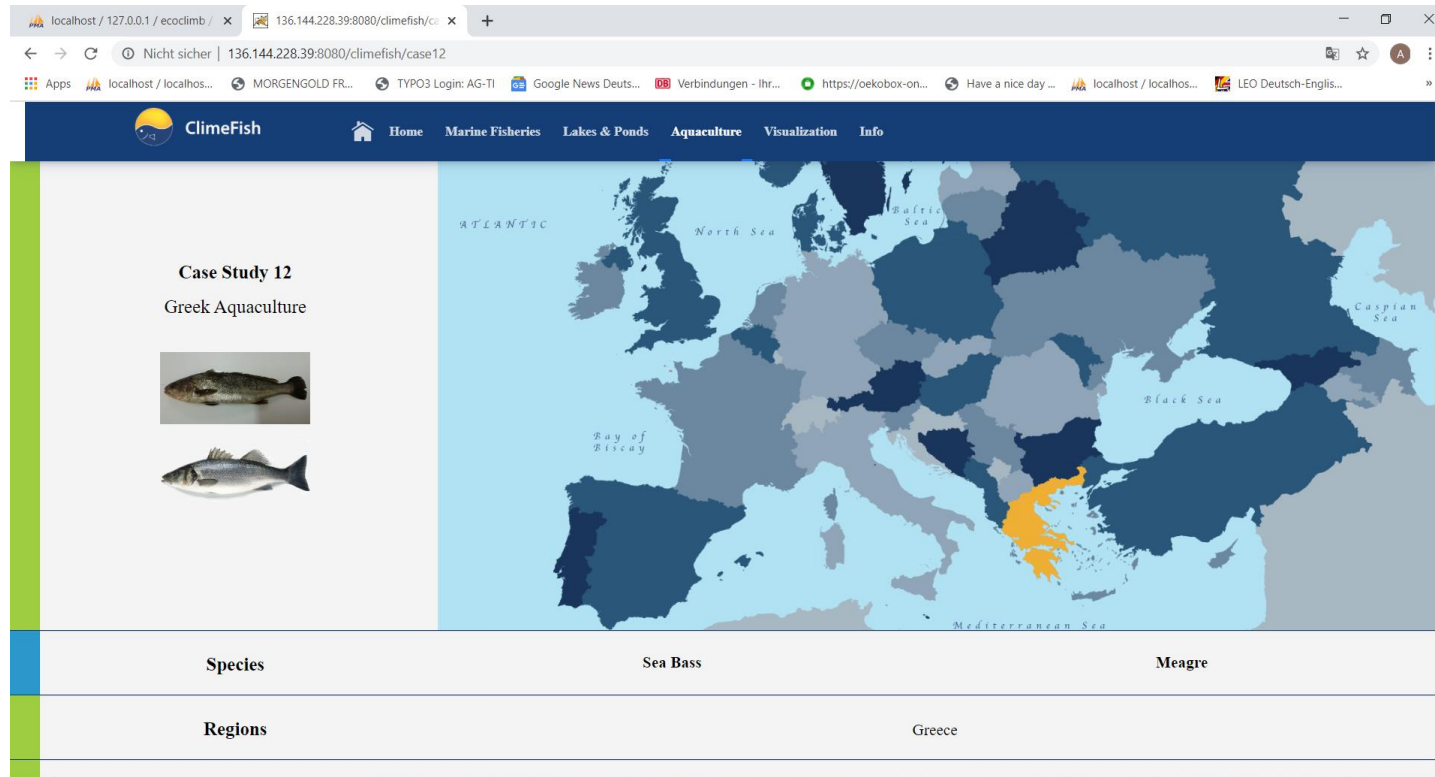 localhost / 127.0.0.1 / ecoclimb /
136.144.228.39:8080/climefish/ca
Nicht sicher | 136.144.228.39:8080/climefish/case12
A
Apps
localhost / localhos...
MORGENGOLD FR...
TYPO3 Login: AG-TI
Google News Deuts...
Verbindungen - Ihr...
https://oekobox-on...
Have a nice day ...
localhost / localhos...
LEO Deutsch-Englis...
»
ClimeFish
Home
Marine Fisheries
Lakes & Ponds
Aquaculture
Visualization
Info
Case Study 12
Greek Aquaculture
ATLANTIC
North Sea
Baltic
Sea
Caspian
Sea
Black Sea
Bay of
Biscay
Mediterranean Sea
Species
Sea Bass
Meagre
Regions
Greece